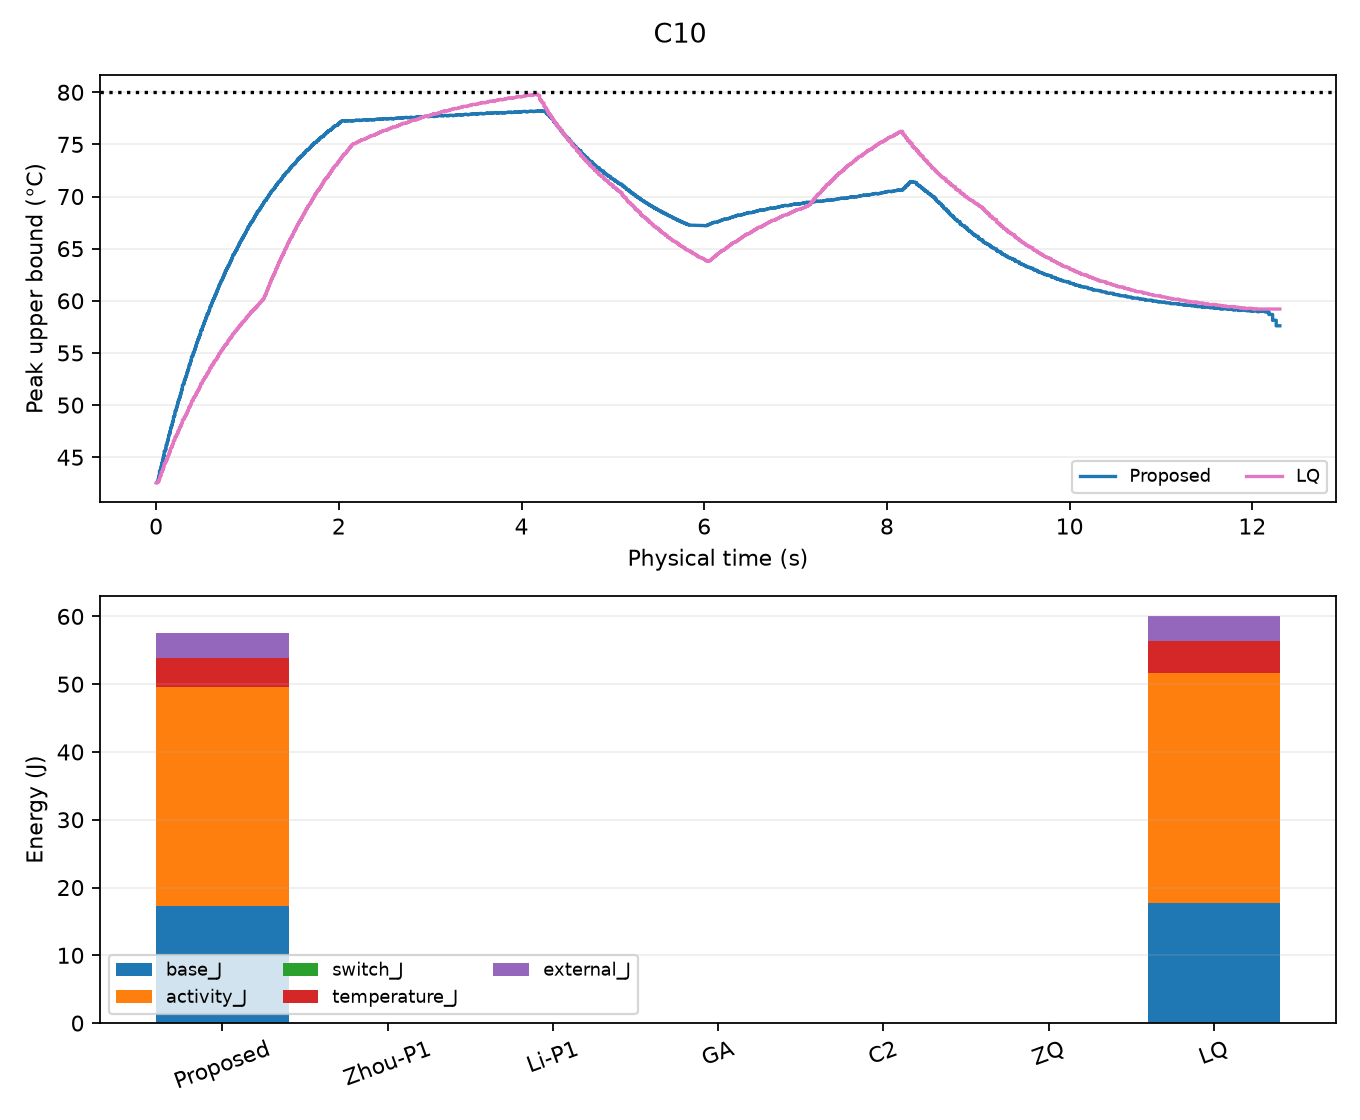 C10
80
75
70
65
60
55
50
45
Peak upper bound (°C)
Proposed LQ
0 2 4 6 8 10 12
Physical time (s)
60
50
40
30
20
10
0
Energy (J)
base_J switch_J external_J
activity_J temperature_J
Proposed Zhou-P1 Li-P1 GA C2 ZQ LQ